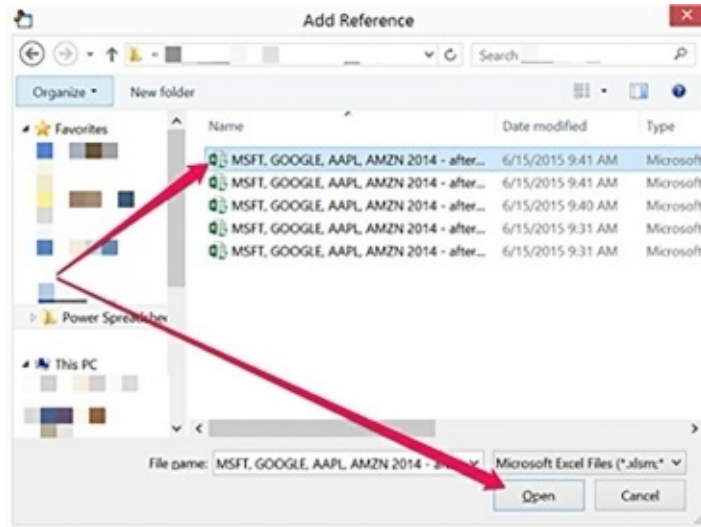 Add Reference
Search
Organize New folder
Favorites
Name Date modified Type
MSFT, GOOGLE, AAPL, AMZN 2014 - after... 6/15/2015 9:41 AM Microsoft
MSFT, GOOGLE, AAPL, AMZN 2014 - after... 6/15/2015 9:41 AM Microsoft
MSFT, GOOGLE, AAPL, AMZN 2014 - after... 6/15/2015 9:40 AM Microsoft
MSFT, GOOGLE, AAPL, AMZN 2014 - after... 6/15/2015 9:31 AM Microsoft
MSFT, GOOGLE, AAPL, AMZN 2014 - after... 6/15/2015 9:31 AM Microsoft
Power
This PC
File name: MSFT, GOOGLE, AAPL, AMZN 2014 - Microsoft Excel Files (*.xlsm;*
Open Cancel